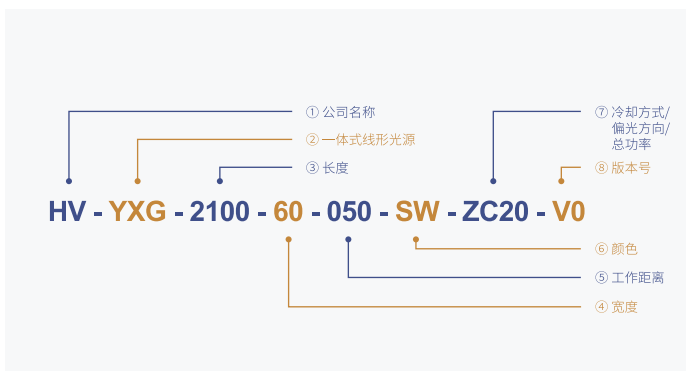 ① 公司名称
② 一体式线形光源
③ 长度
⑦ 冷却方式/
偏光方向/
总功率
⑧ 版本号
HV - YXG - 2100 - 60 - 050 - SW - ZC20 - V0
⑥ 颜色
⑤ 工作距离
④ 宽度